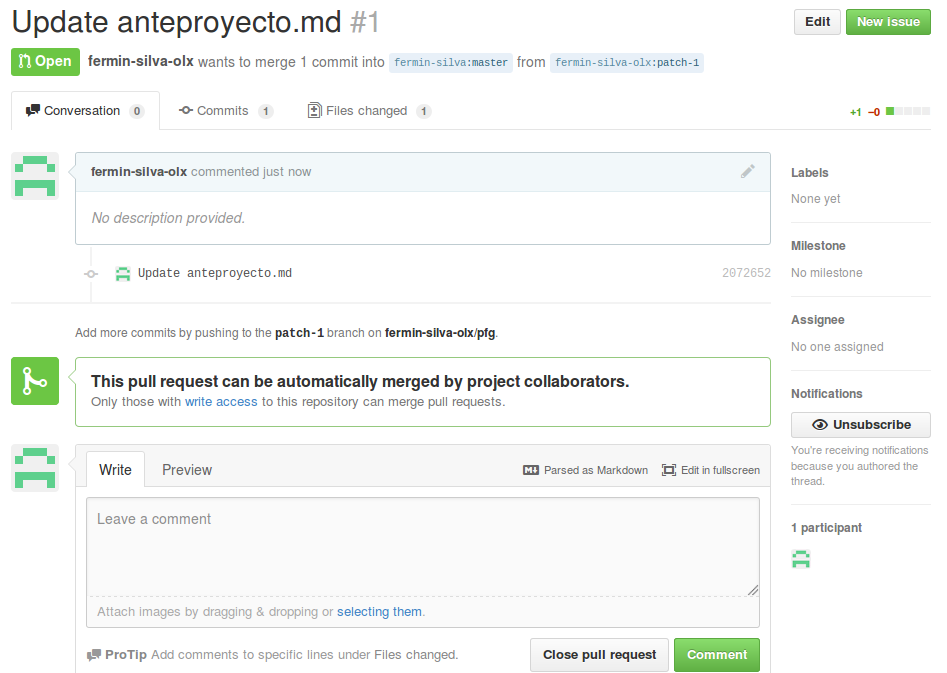 Update anteproyecto.md #1
Edit
New issue
Open
fermin-silva-olx wants to merge 1 commit into fermin-silva:master from fermin-silva-olx:patch-1
Conversation 0
Commits 1
Files changed 1
+1 −0
fermin-silva-olx commented just now
No description provided.
Update anteproyecto.md
2072652
Add more commits by pushing to the patch-1 branch on fermin-silva-olx/pfg.
This pull request can be automatically merged by project collaborators.
Only those with write access to this repository can merge pull requests.
Write
Preview
Parsed as Markdown
Edit in fullscreen
Leave a comment
Attach images by dragging & dropping or selecting them.
ProTip Add comments to specific lines under Files changed.
Close pull request
Comment
Labels
None yet
Milestone
No milestone
Assignee
No one assigned
Notifications
Unsubscribe
You're receiving notifications
because you authored the
thread.
1 participant